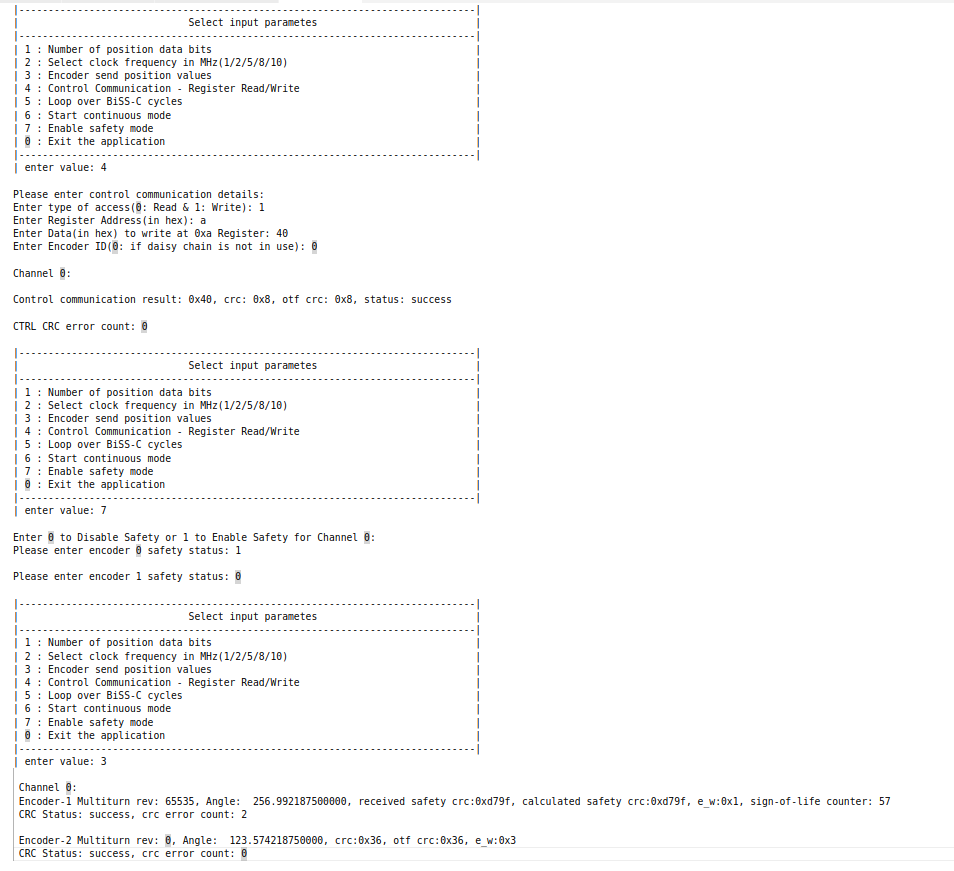 |------------------------------------------------------------------------------|
|                             Select input parametes                           |
|------------------------------------------------------------------------------|
| 1 : Number of position data bits                                             |
| 2 : Select clock frequency in MHz(1/2/5/8/10)                                |
| 3 : Encoder send position values                                             |
| 4 : Control Communication - Register Read/Write                              |
| 5 : Loop over BiSS-C cycles                                                  |
| 6 : Start continuous mode                                                    |
| 7 : Enable safety mode                                                       |
| 0 : Exit the application                                                     |
|------------------------------------------------------------------------------|
| enter value: 4
Please enter control communication details:
Enter type of access(0: Read & 1: Write): 1
Enter Register Address(in hex): a
Enter Data(in hex) to write at 0xa Register: 40
Enter Encoder ID(0: if daisy chain is not in use): 0
Channel 0:
Control communication result: 0x40, crc: 0x8, otf crc: 0x8, status: success
CTRL CRC error count: 0
|------------------------------------------------------------------------------|
|                             Select input parametes                           |
|------------------------------------------------------------------------------|
| 1 : Number of position data bits                                             |
| 2 : Select clock frequency in MHz(1/2/5/8/10)                                |
| 3 : Encoder send position values                                             |
| 4 : Control Communication - Register Read/Write                              |
| 5 : Loop over BiSS-C cycles                                                  |
| 6 : Start continuous mode                                                    |
| 7 : Enable safety mode                                                       |
| 0 : Exit the application                                                     |
|------------------------------------------------------------------------------|
| enter value: 7
Enter 0 to Disable Safety or 1 to Enable Safety for Channel 0:
Please enter encoder 0 safety status: 1
Please enter encoder 1 safety status: 0
|------------------------------------------------------------------------------|
|                             Select input parametes                           |
|------------------------------------------------------------------------------|
| 1 : Number of position data bits                                             |
| 2 : Select clock frequency in MHz(1/2/5/8/10)                                |
| 3 : Encoder send position values                                             |
| 4 : Control Communication - Register Read/Write                              |
| 5 : Loop over BiSS-C cycles                                                  |
| 6 : Start continuous mode                                                    |
| 7 : Enable safety mode                                                       |
| 0 : Exit the application                                                     |
|------------------------------------------------------------------------------|
| enter value: 3
Channel 0:
Encoder-1 Multiturn rev: 65535, Angle:  256.992187500000, received safety crc:0xd79f, calculated safety crc:0xd79f, e_w:0x1, sign-of-life counter: 57
CRC Status: success, crc error count: 2
Encoder-2 Multiturn rev: 0, Angle:  123.574218750000, crc:0x36, otf crc:0x36, e_w:0x3
CRC Status: success, crc error count: 0